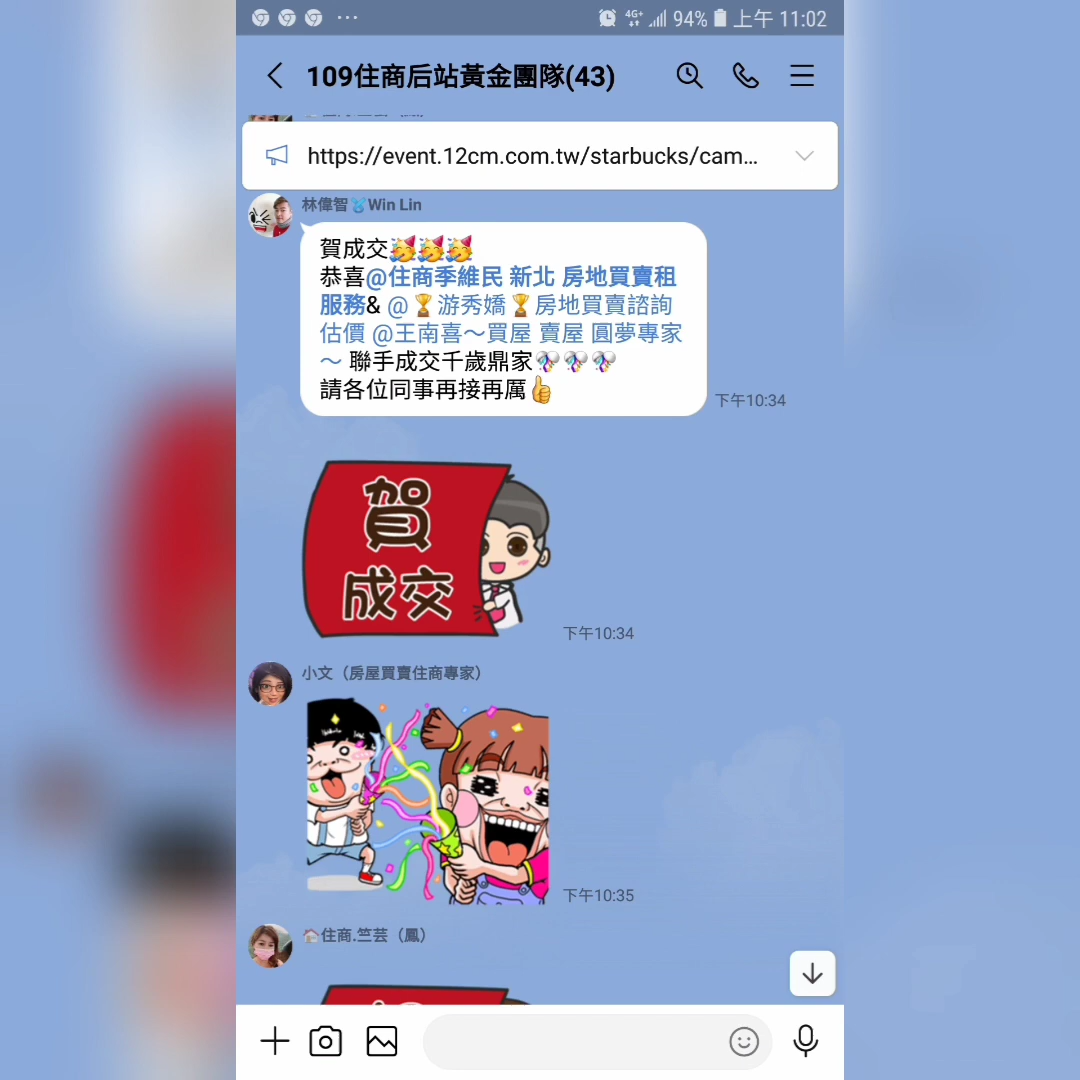 4G+ 94% 上午 11:02
109住商后站黃金團隊(43)
https://event.12cm.com.tw/starbucks/cam...
林偉智Win Lin
賀成交
恭喜@住商季維民 新北 房地買賣租
服務& @游秀嬌房地買賣諮詢
估價 @王南喜～買屋 賣屋 圓夢專家
～ 聯手成交千歲鼎家
請各位同事再接再厲
下午10:34
賀
成交
下午10:34
小文（房屋買賣住商專家）
下午10:35
住商.竺芸（鳳）